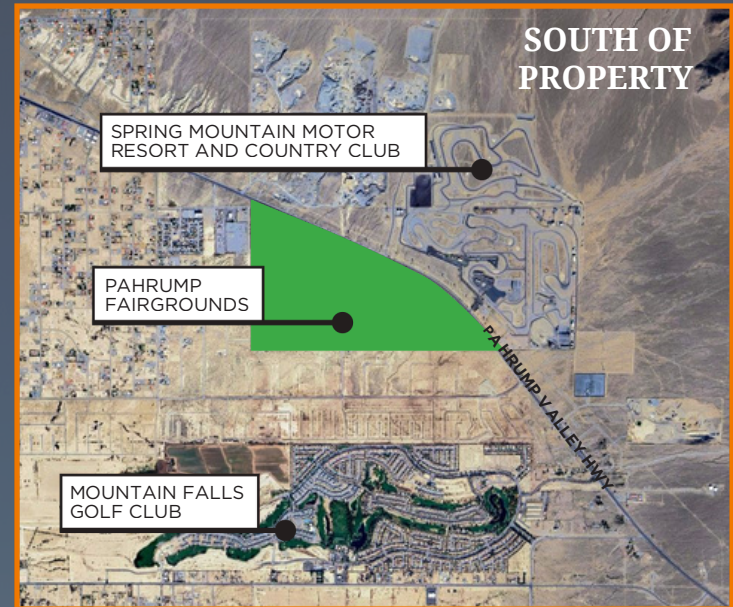 SOUTH OF
PROPERTY
SPRING MOUNTAIN MOTOR
RESORT AND COUNTRY CLUB
PAHRUMP
FAIRGROUNDS
PAHRUMP VALLEY HWY
MOUNTAIN FALLS
GOLF CLUB